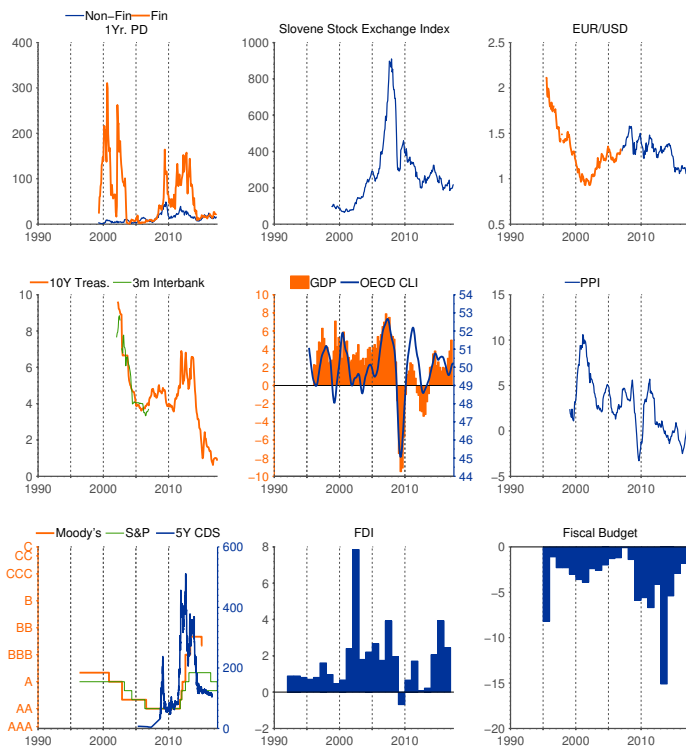 Non-Fin Fin
1Yr. PD
400
300
200
100
0
1990 2000 2010
Slovene Stock Exchange Index
1000
800
600
400
200
0
1990 2000 2010
EUR/USD
2.5
2
1.5
1
0.5
1990 2000 2010
10Y Treas. 3m Interbank
10
8
6
4
2
0
1990 2000 2010
GDP OECD CLI
10 54
8 53
6 52
4 51
2 50
0 49
-2 48
-4 47
-6 46
-8 45
-10 44
1990 2000 2010
PPI
15
10
5
0
-5
1990 2000 2010
Moody's S&P 5Y CDS
C 600
CC
CCC
B 400
BB
BBB
A 200
AA
AAA 0
1990 2000 2010
FDI
8
6
4
2
0
-2
1990 2000 2010
Fiscal Budget
0
-5
-10
-15
-20
1990 2000 2010